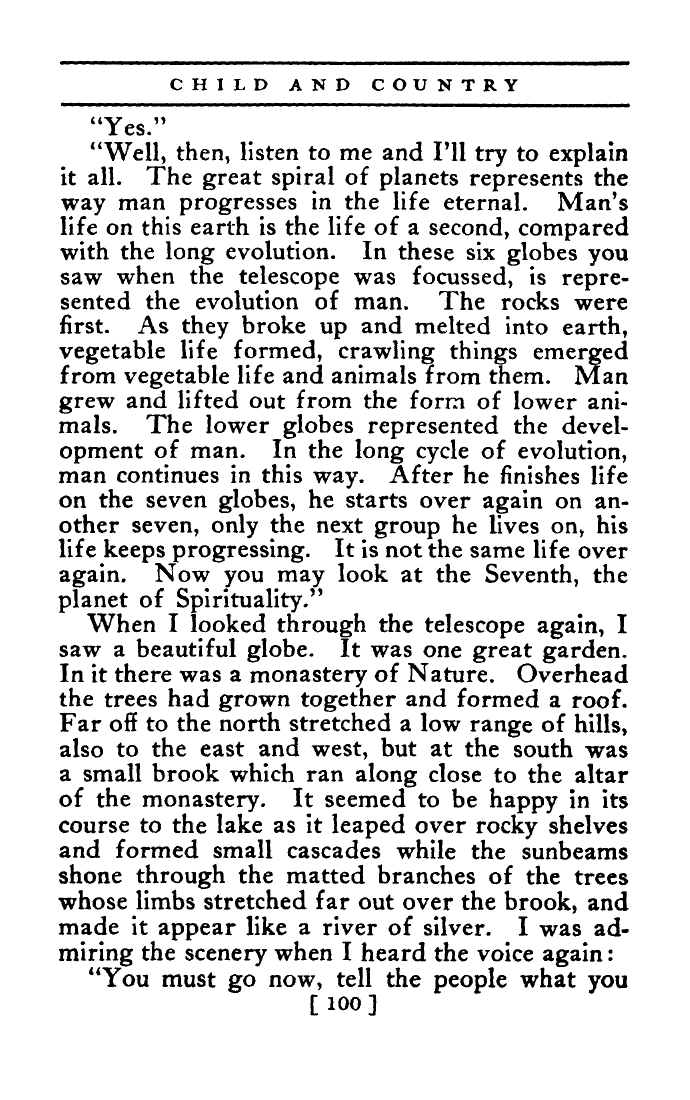 CHILD AND COUNTRY
“Yes.”
“Well, then, listen to me and I’ll try to explain
it all. The great spiral of planets represents the
way man progresses in the life eternal. Man’s
life on this earth is the life of a second, compared
with the long evolution. In these six globes you
saw when the telescope was focussed, is repre-
sented the evolution of man. The rocks were
first. As they broke up and melted into earth,
vegetable life formed, crawling things emerged
from vegetable life and animals from them. Man
grew and lifted out from the form of lower ani-
mals. The lower globes represented the devel-
opment of man. In the long cycle of evolution,
man continues in this way. After he finishes life
on the seven globes, he starts over again on an-
other seven, only the next group he lives on, his
life keeps progressing. It is not the same life over
again. Now you may look at the Seventh, the
planet of Spirituality.”
When I looked through the telescope again, I
saw a beautiful globe. It was one great garden.
In it there was a monastery of Nature. Overhead
the trees had grown together and formed a roof.
Far off to the north stretched a low range of hills,
also to the east and west, but at the south was
a small brook which ran along close to the altar
of the monastery. It seemed to be happy in its
course to the lake as it leaped over rocky shelves
and formed small cascades while the sunbeams
shone through the matted branches of the trees
whose limbs stretched far out over the brook, and
made it appear like a river of silver. I was ad-
miring the scenery when I heard the voice again:
“You must go now, tell the people what you
[ 100 ]